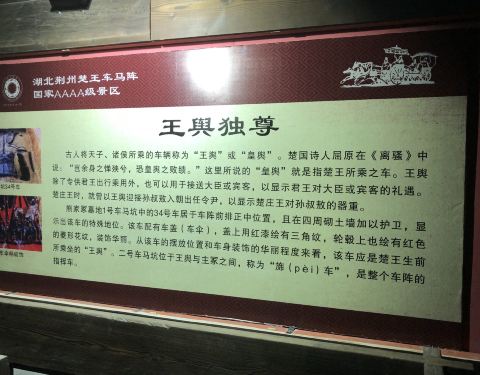 湖北荆州楚王车马阵
国家AAAA级景区
王舆独尊
古人将天子、诸侯所乘的车辆称为“王舆”或“皇舆”。楚国诗人屈原在《离骚》中
说：“岂余身之惮殃兮，恐皇舆之败绩。”这里所说的“皇舆”就是指楚王所乘之车。王舆
除了专供君王出行乘用外，也可以用于接送大臣或宾客，以显示君王对大臣或宾客的礼遇。
楚庄王时，就曾以王舆迎接孙叔敖入朝出任令尹，以显示楚庄王对孙叔敖的器重。
熊家冢墓地1号车马坑中的34号车居于车阵前排正中位置，且在四周砌土墙加以护卫，显
示出该车的特殊地位。该车配有车盖（车伞），盖上用红漆绘有三角纹，轮毂上也绘有红色
的菱形花纹，装饰华丽。从该车的摆放位置和车身装饰的华丽程度来看，该车应是楚王生前
所乘坐的“王舆”。二号车马坑位于王舆与主冢之间，称为“旆（pèi）车”，是整个车阵的
指挥车。
34号车